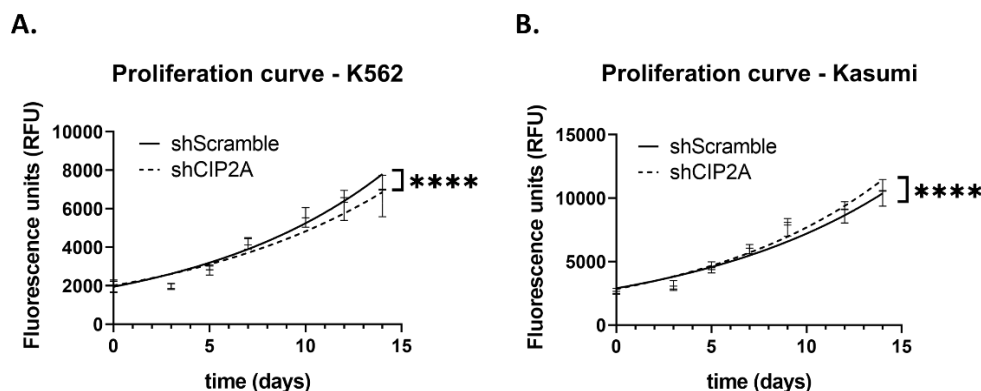 A.
Proliferation curve - K562
Fluorescence units (RFU)
10000
8000
6000
4000
2000
0
shScramble
shCIP2A
****
0 5 10 15
time (days)
B.
Proliferation curve - Kasumi
Fluorescence units (RFU)
15000
10000
5000
0
shScramble
shCIP2A
****
0 5 10 15
time (days)